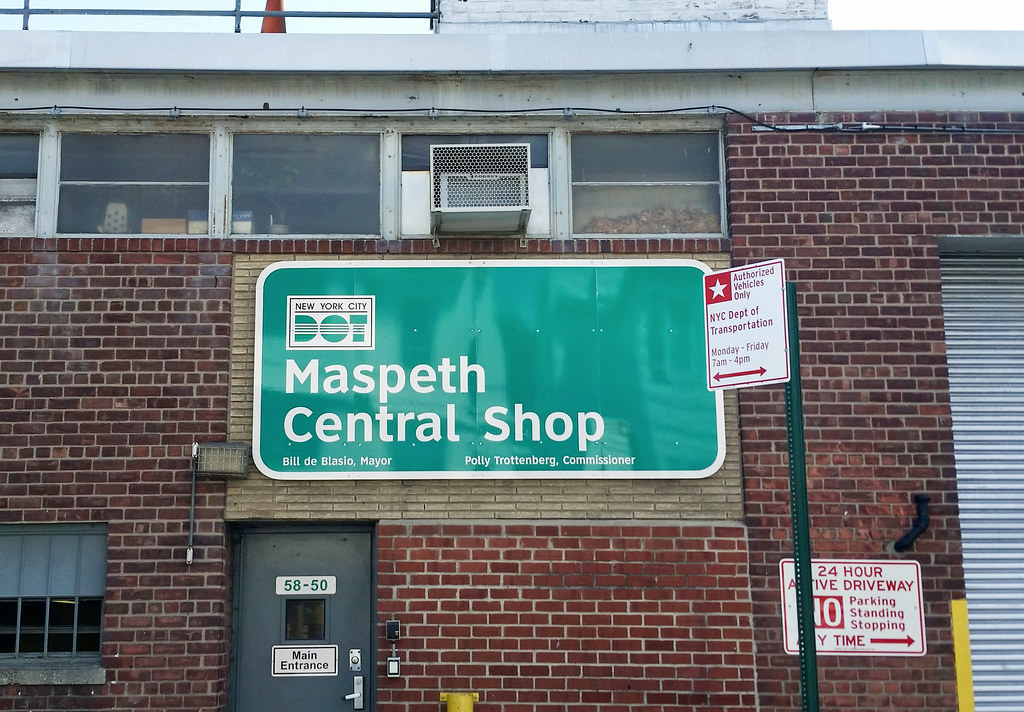 NEW YORK CITY
DOT
Maspeth
Central Shop
Bill de Blasio, Mayor
Polly Trottenberg, Commissioner
Authorized
Vehicles
Only
NYC Dept of
Transportation
Monday - Friday
7am - 4pm
58-50
Main
Entrance
24 HOUR
DRIVEWAY
NO
Parking
Standing
Stopping
TIME